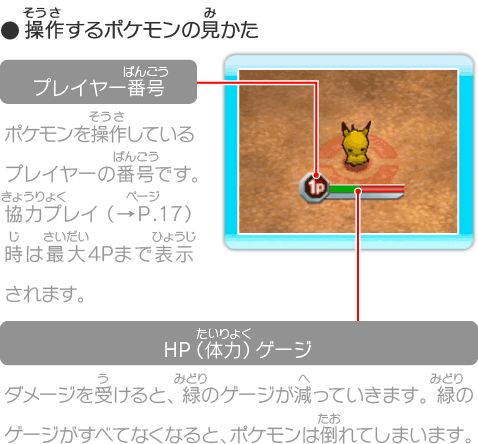 ● 操作するポケモンの見かた
プレイヤー番号
ポケモンを操作している
プレイヤーの番号です。
協力プレイ（→P.17）
時は最大4Pまで表示
されます。
1P
HP（体力）ゲージ
ダメージを受けると、緑のゲージが減っていきます。緑の
ゲージがすべてなくなると、ポケモンは倒れてしまいます。